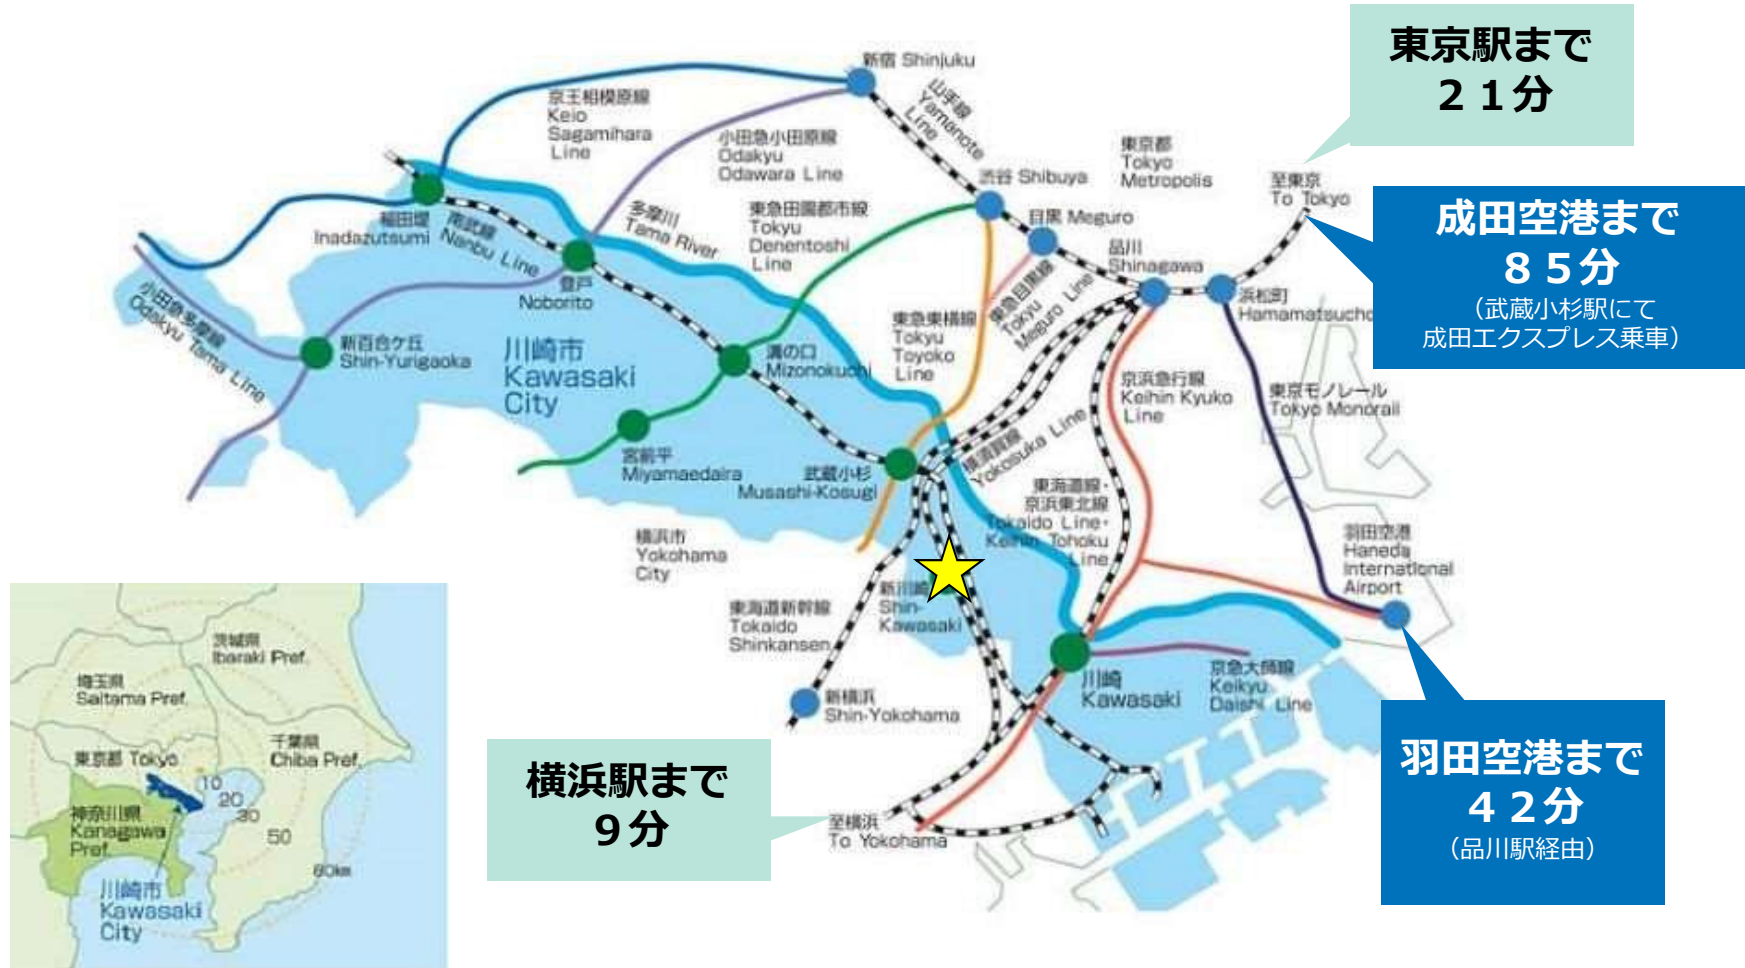 東京駅まで
２１分
成田空港まで
８５分
（武蔵小杉駅にて
成田エクスプレス乗車）
新宿 Shinjuku
京王相模原線
Keio
Sagamihara
Line
小田急小田原線
Odakyu
Odawara Line
山手線
Yamanote
Line
東京都
Tokyo
Metropolis
至東京
To Tokyo
渋谷 Shibuya
目黒 Meguro
品川
Shinagawa
浜松町
Hamamatsucho
稲田堤
Inadazutsumi
南武線
Nanbu Line
多摩川
Tama River
東急田園都市線
Tokyu
Denentoshi
Line
登戸
Noborito
小田急多摩線
Odakyu Tama Line
新百合ケ丘
Shin-Yurigaoka
川崎市
Kawasaki
City
溝の口
Mizonokuchi
東急東横線
Tokyu
Toyoko
Line
東急目黒線
Tokyu
Meguro Line
京浜急行線
Keihin Kyuko
Line
東京モノレール
Tokyo Monorail
宮前平
Miyamaedaira
武蔵小杉
Musashi-Kosugi
横須賀線
Yokosuka Line
東海道線・
京浜東北線
Tokaido Line・
Keihin Tohoku
Line
横浜市
Yokohama
City
羽田空港
Haneda
International
Airport
東海道新幹線
Tokaido
Shinkansen
新川崎
Shin-
Kawasaki
川崎
Kawasaki
京急大師線
Keikyu
Daishi Line
新横浜
Shin-Yokohama
至横浜
To Yokohama
横浜駅まで
９分
羽田空港まで
４２分
（品川駅経由）
茨城県
Ibaraki Pref.
埼玉県
Saitama Pref.
東京都 Tokyo
千葉県
Chiba Pref.
神奈川県
Kanagawa
Pref.
10
20
30
50
60km
川崎市
Kawasaki
City